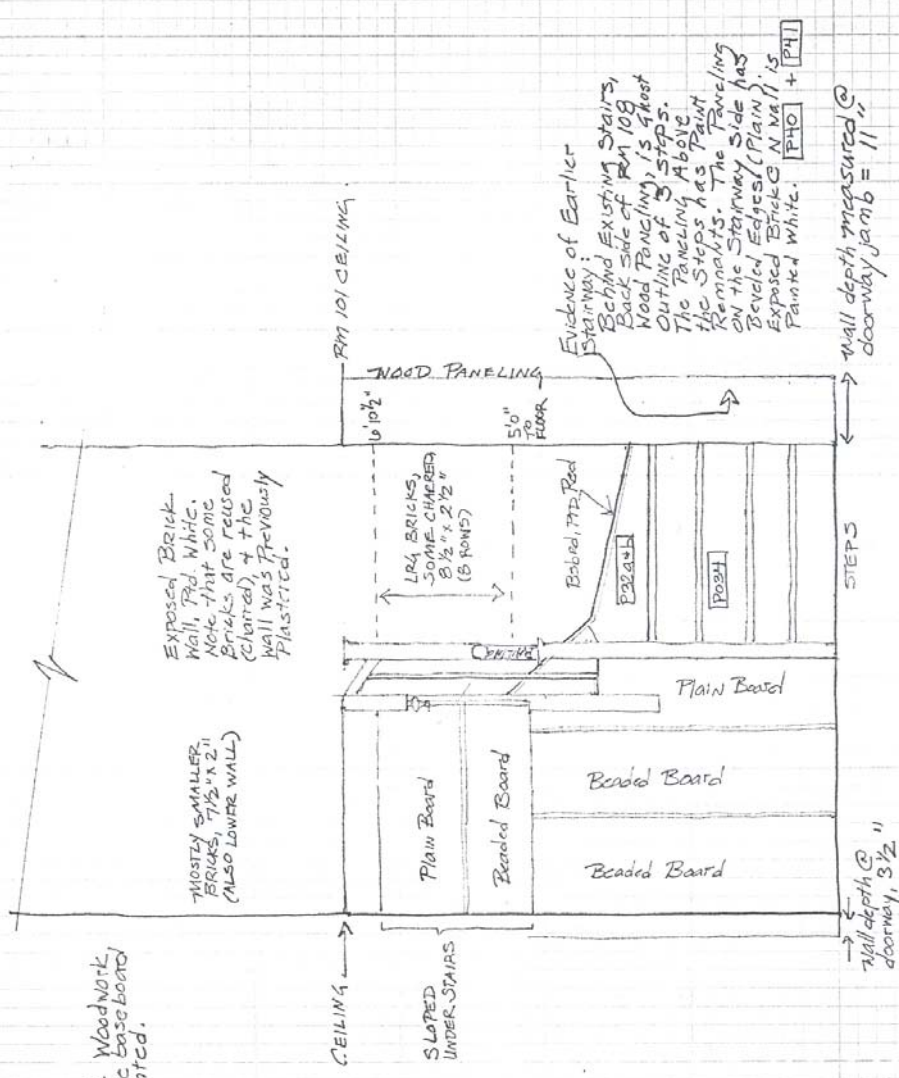 Woodwork,
baseboard
Exposed Brick
Wall, Ptd. White.
Note that some
Bricks are reused
(charred), & the
wall was Previously
Plastered.
MOSTLY SMALLER
BRICKS, 7½" x 2"
(ALSO LOWER WALL)
RM 101 CEILING
CEILING
WOOD PANELING
6'10½"
LRG BRICKS,
SOME CHARRED,
8½" x 2½"
(8 ROWS)
5'0"
TO
FLOOR
SLOPED
UNDER STAIRS
Plain Board
Beaded Board
Bsbrd, PTD. Red
P32a&b
P034
Plain Board
Beaded Board
Beaded Board
Evidence of Earlier
Stairway:
Behind Existing Stairs,
Back side of RM 108
Wood Paneling, is Ghost
Outline of 3 steps.
The Paneling Above
the Steps has Paint
Remnants. The Paneling
on the Stairway Side has
Beveled Edges (Plain).
Exposed Brick @ N Wall is
Painted White. P40 + P41
STEPS
Wall depth measured @
doorway jamb = 11"
Wall depth @
doorway, 3½"